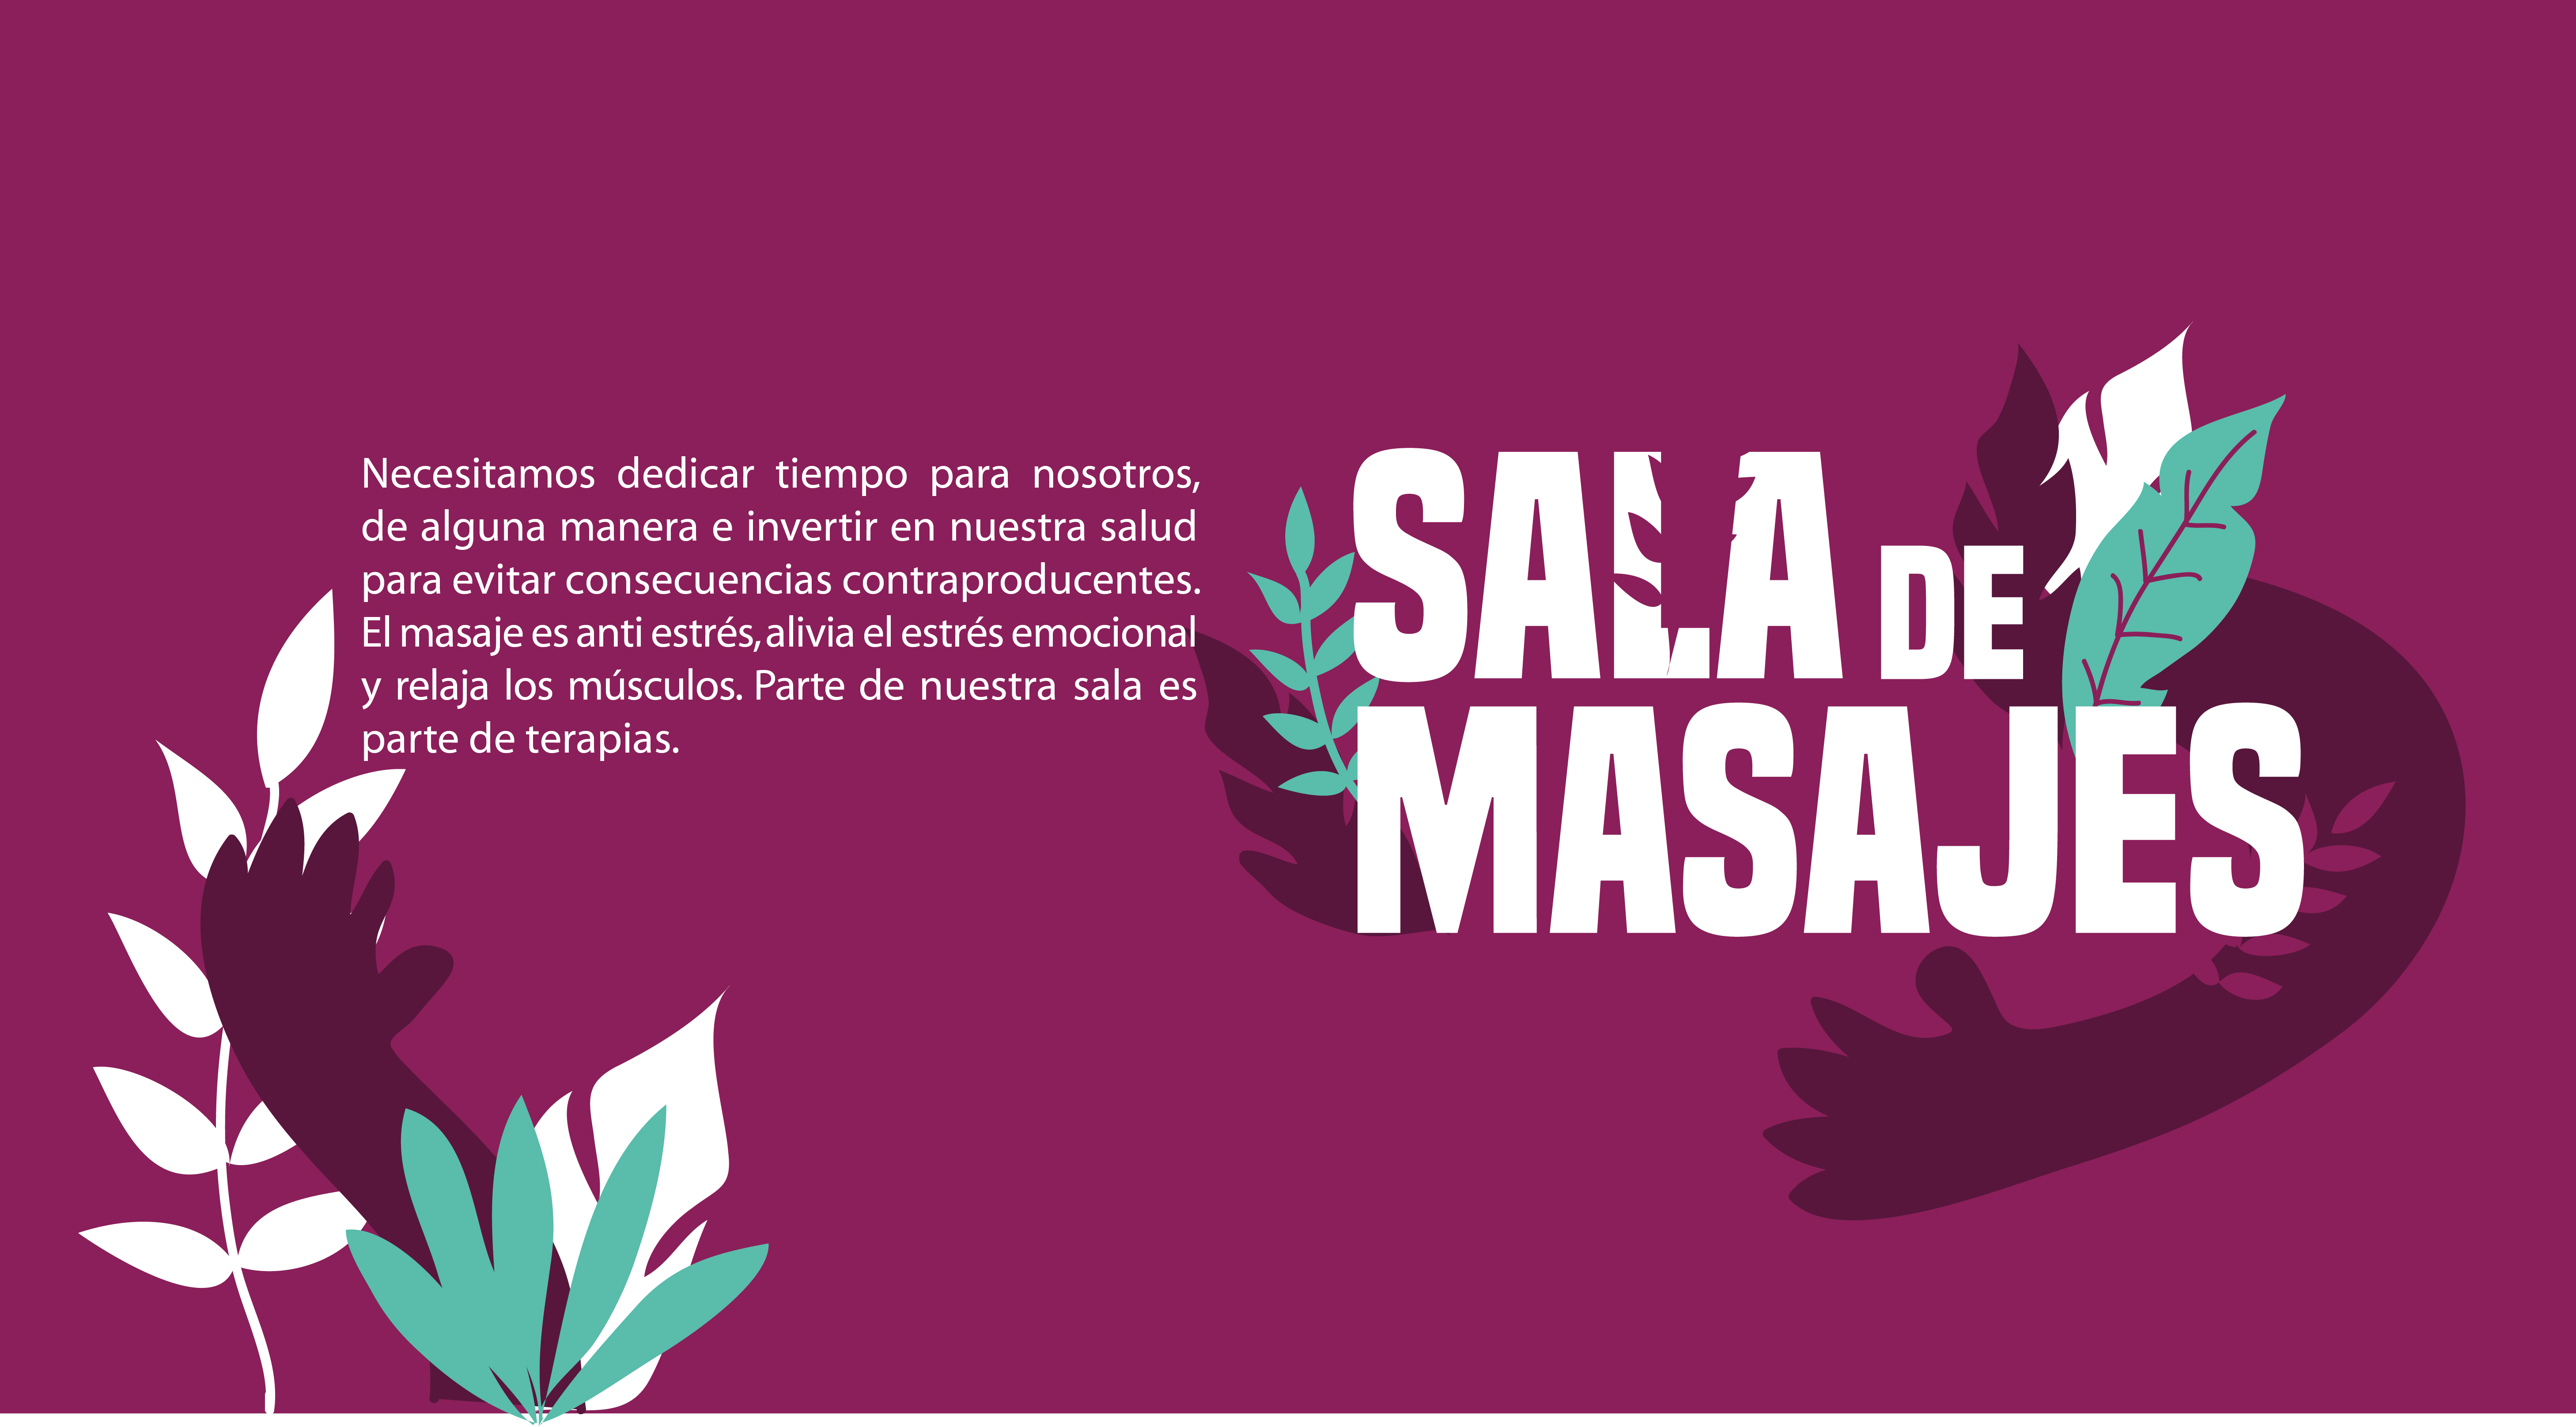 Necesitamos dedicar tiempo para nosotros,
de alguna manera e invertir en nuestra salud
para evitar consecuencias contraproducentes.
El masaje es anti estrés, alivia el estrés emocional
y relaja los músculos. Parte de nuestra sala es
parte de terapias.
SALA DE
MASAJES